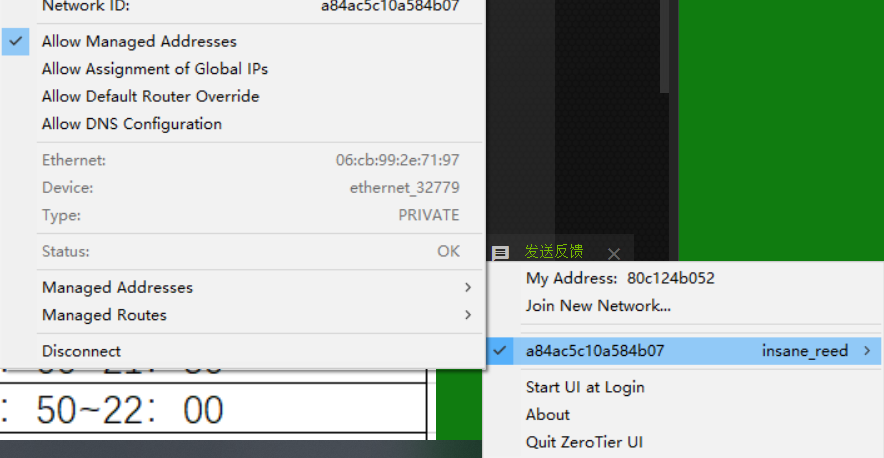 Network ID: a84ac5c10a584b07
Allow Managed Addresses
Allow Assignment of Global IPs
Allow Default Router Override
Allow DNS Configuration
Ethernet: 06:cb:99:2e:71:97
Device: ethernet_32779
Type: PRIVATE
Status: OK
Managed Addresses
Managed Routes
Disconnect
: 50~22: 00
发送反馈
My Address: 80c124b052
Join New Network...
a84ac5c10a584b07 insane_reed
Start UI at Login
About
Quit ZeroTier UI